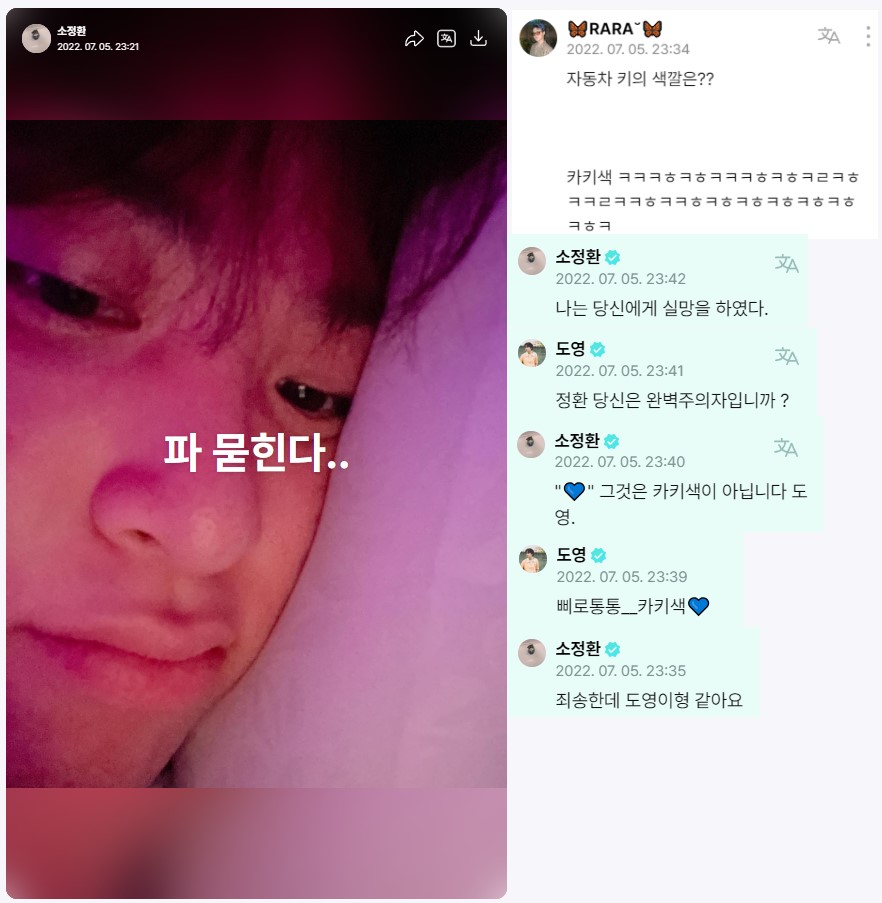 소정환
2022. 07. 05. 23:21
파 묻힌다..
🦋RARA˘🦋
2022. 07. 05. 23:34
자동차 키의 색깔은??
카키색 ㅋㅋㅋㅎㅋㅎㅋㅋㅋㅎㅋㅎㅋㄹㅋㅎ
ㅋㅋㄹㅋㅋㅎㅋㅋㅎㅋㅎㅋㅎㅋㅎㅋㅎㅋㅎ
ㅋㅎㅋ
소정환
2022. 07. 05. 23:42
나는 당신에게 실망을 하였다.
도영
2022. 07. 05. 23:41
정환 당신은 완벽주의자입니까 ?
소정환
2022. 07. 05. 23:40
"💙" 그것은 카키색이 아닙니다 도
영.
도영
2022. 07. 05. 23:39
삐로통통__카키색💙
소정환
2022. 07. 05. 23:35
죄송한데 도영이형 같아요